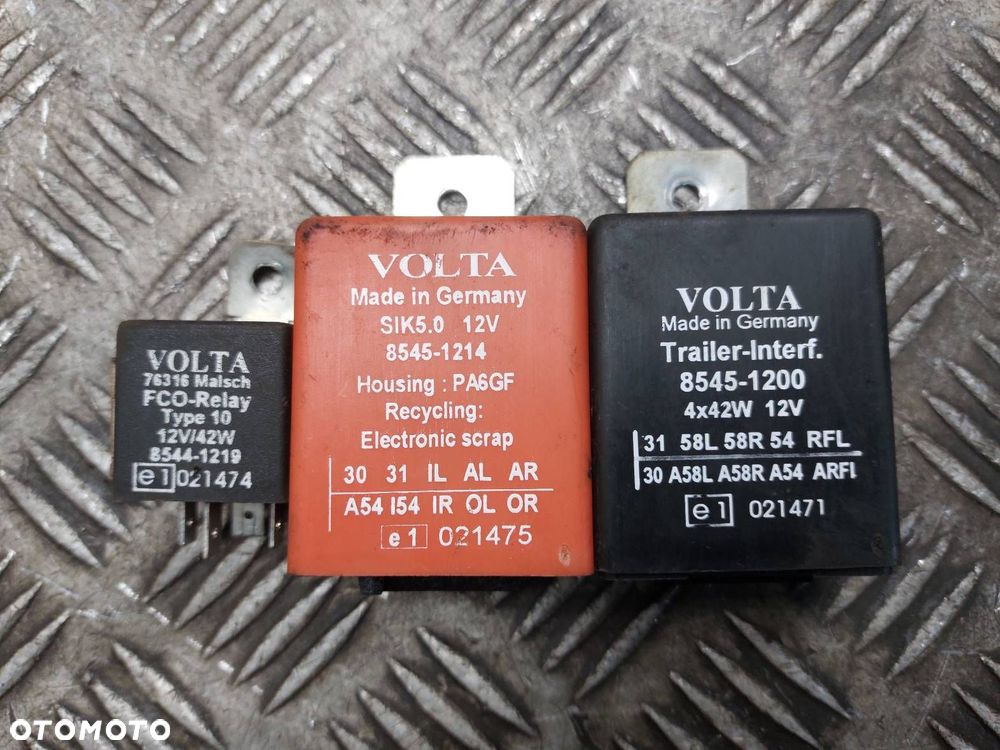 VOLTA
76316 Malsch
FCO-Relay
Type 10
12V/42W
8544-1219
e1 021474
VOLTA
Made in Germany
SIK5.0 12V
8545-1214
Housing : PA6GF
Recycling:
Electronic scrap
30 31 IL AL AR
A54 I54 IR OL OR
e1 021475
VOLTA
Made in Germany
Trailer-Interf.
8545-1200
4x42W 12V
31 58L 58R 54 RFL
30 A58L A58R A54 ARFl
e1 021471
OTOMOTO